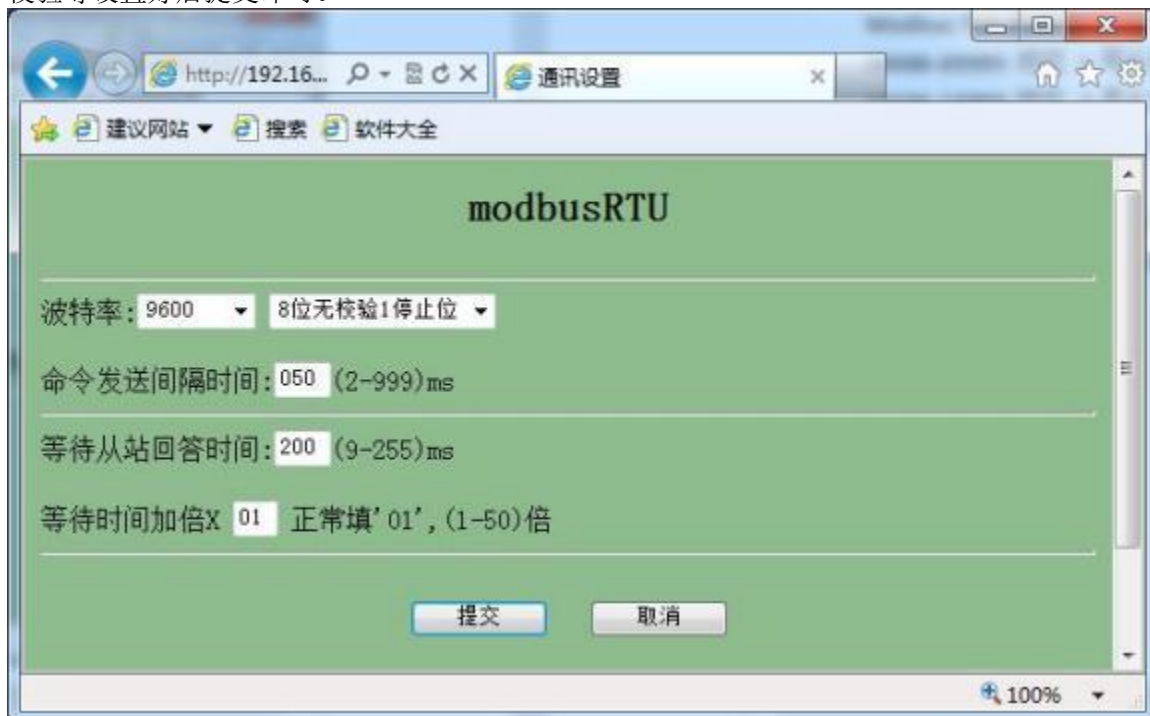 http://192.16...
通讯设置
建议网站
搜索
软件大全
modbusRTU
波特率: 9600 8位无校验1停止位
命令发送间隔时间: 050 (2-999)ms
等待从站回答时间: 200 (9-255)ms
等待时间加倍X 01 正常填'01',(1-50)倍
提交 取消
100%